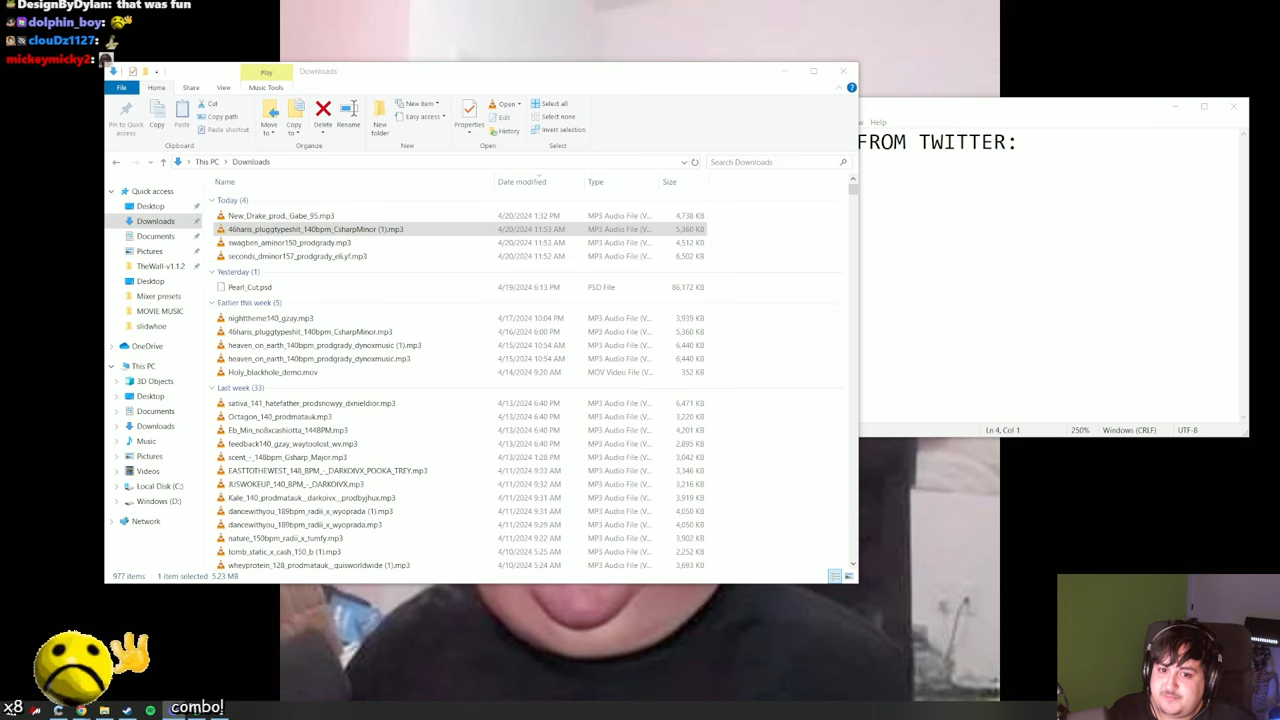 DesignByDylan: that was fun
dolphin_boy:
clouDz1127:
mickeymicky2:
Play
Downloads
File
Home
Share
View
Music Tools
Pin to Quick access
Copy
Paste
Cut
Copy path
Paste shortcut
Clipboard
Move to
Copy to
Delete
Rename
Organize
New folder
New item
Easy access
New
Properties
Open
Edit
History
Open
Select all
Select none
Invert selection
Select
Help
FROM TWITTER:
This PC
Downloads
Search Downloads
Name
Date modified
Type
Size
Quick access
Desktop
Downloads
Documents
Pictures
TheWall-v1.1.2
Desktop
Mixer presets
MOVIE MUSIC
slidwhoe
OneDrive
This PC
3D Objects
Desktop
Documents
Downloads
Music
Pictures
Videos
Local Disk (C:)
Windows (D:)
Network
Today (4)
New_Drake_prod._Gabe_95.mp3 4/20/2024 1:32 PM MP3 Audio File (V... 4,738 KB
46haris_pluggtypeshit_140bpm_CsharpMinor (1).mp3 4/20/2024 11:53 AM MP3 Audio File (V... 5,360 KB
swagben_aminor150_prodgrady.mp3 4/20/2024 11:53 AM MP3 Audio File (V... 4,512 KB
seconds_dminor157_prodgrady_eli.yf.mp3 4/20/2024 11:52 AM MP3 Audio File (V... 6,502 KB
Yesterday (1)
Pearl_Cut.psd 4/19/2024 6:13 PM PSD File 86,172 KB
Earlier this week (5)
nighttheme140_gzay.mp3 4/17/2024 10:04 PM MP3 Audio File (V... 3,939 KB
46haris_pluggtypeshit_140bpm_CsharpMinor.mp3 4/16/2024 6:00 PM MP3 Audio File (V... 5,360 KB
heaven_on_earth_140bpm_prodgrady_dynoxmusic (1).mp3 4/15/2024 10:54 AM MP3 Audio File (V... 6,440 KB
heaven_on_earth_140bpm_prodgrady_dynoxmusic.mp3 4/15/2024 10:54 AM MP3 Audio File (V... 6,440 KB
Holy_blackhole_demo.mov 4/14/2024 9:20 AM MOV Video File (V... 352 KB
Last week (33)
sativa_141_hatefather_prodsnowyy_dxnieldior.mp3 4/13/2024 6:40 PM MP3 Audio File (V... 6,471 KB
Octagon_140_prodmatauk.mp3 4/13/2024 6:40 PM MP3 Audio File (V... 3,220 KB
Eb_Min_no8xcashiotta_144BPM.mp3 4/13/2024 6:40 PM MP3 Audio File (V... 4,201 KB
feedback140_gzay_waytoolost_wv.mp3 4/13/2024 6:40 PM MP3 Audio File (V... 2,895 KB
scent_-_148bpm_Gsharp_Major.mp3 4/13/2024 1:28 PM MP3 Audio File (V... 3,042 KB
EASTTOTHEWEST_148_BPM_-_DARKOIVX_POOKA_TREY.mp3 4/11/2024 9:33 AM MP3 Audio File (V... 3,346 KB
JUSWOKEUP_140_BPM_-_DARKOIVX.mp3 4/11/2024 9:32 AM MP3 Audio File (V... 3,216 KB
Kale_140_prodmatauk__darkoivx__prodbyjhux.mp3 4/11/2024 9:31 AM MP3 Audio File (V... 3,919 KB
dancewithyou_189bpm_radii_x_wyoprada (1).mp3 4/11/2024 9:31 AM MP3 Audio File (V... 4,050 KB
dancewithyou_189bpm_radii_x_wyoprada.mp3 4/11/2024 9:29 AM MP3 Audio File (V... 4,050 KB
nature_150bpm_radii_x_tumfy.mp3 4/11/2024 9:22 AM MP3 Audio File (V... 3,902 KB
tomb_static_x_cash_150_b (1).mp3 4/10/2024 5:25 AM MP3 Audio File (V... 2,252 KB
wheyprotein_128_prodmatauk__quisworldwide (1).mp3 4/10/2024 5:24 AM MP3 Audio File (V... 3,693 KB
977 items
1 item selected 5.23 MB
Ln 4, Col 1
250%
Windows (CRLF)
UTF-8
x8
combo!